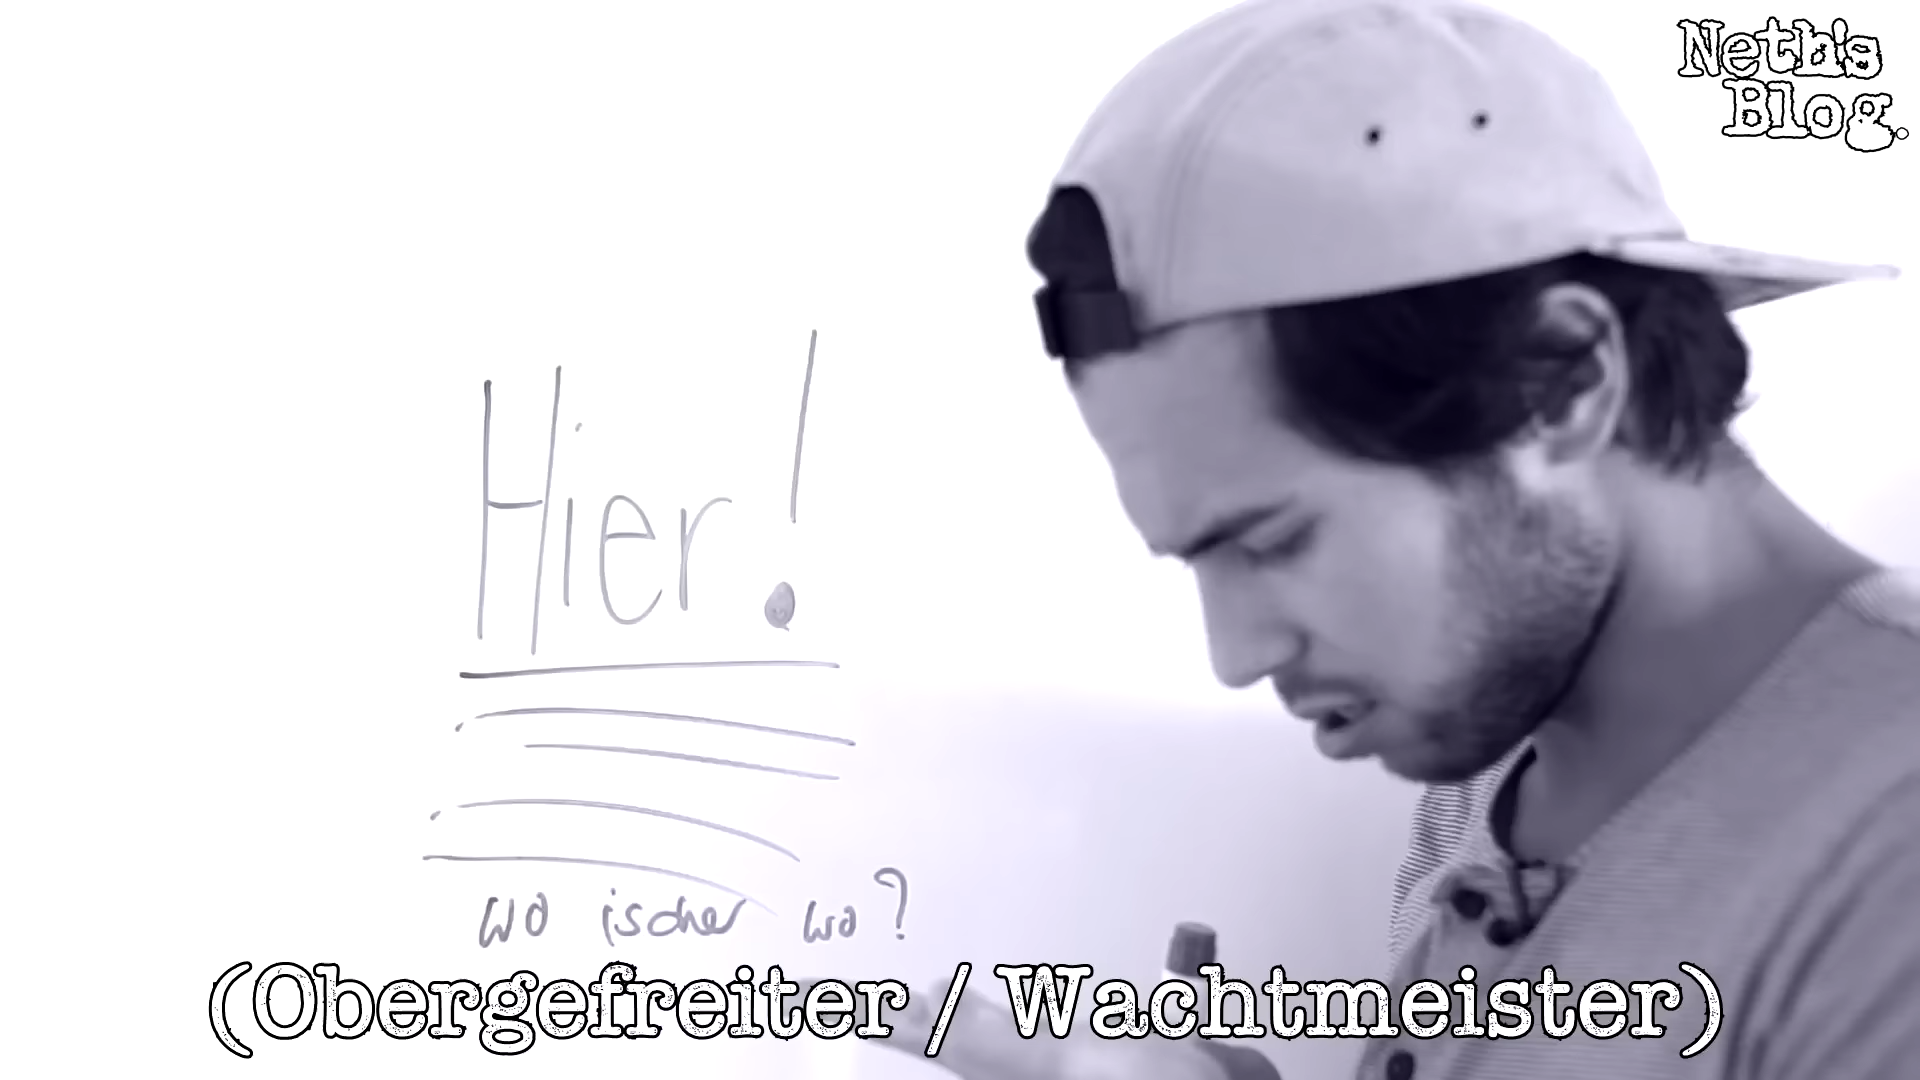 Neth's
Blog.
Hier!
wo ischer wo?
(Obergefreiter / Wachtmeister)